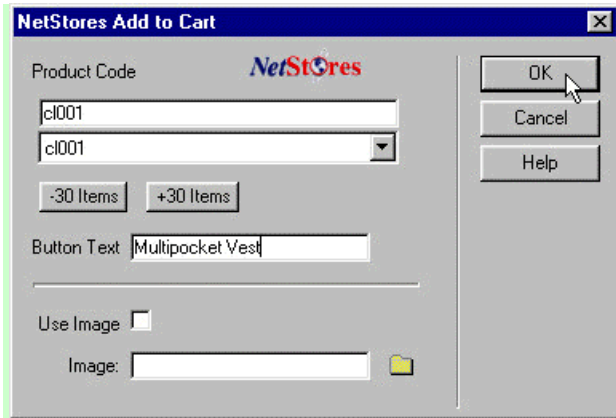 NetStores Add to Cart
Product Code
NetStores
OK
cl001
cl001
Cancel
Help
-30 Items +30 Items
Button Text Multipocket Vest
Use Image
Image: